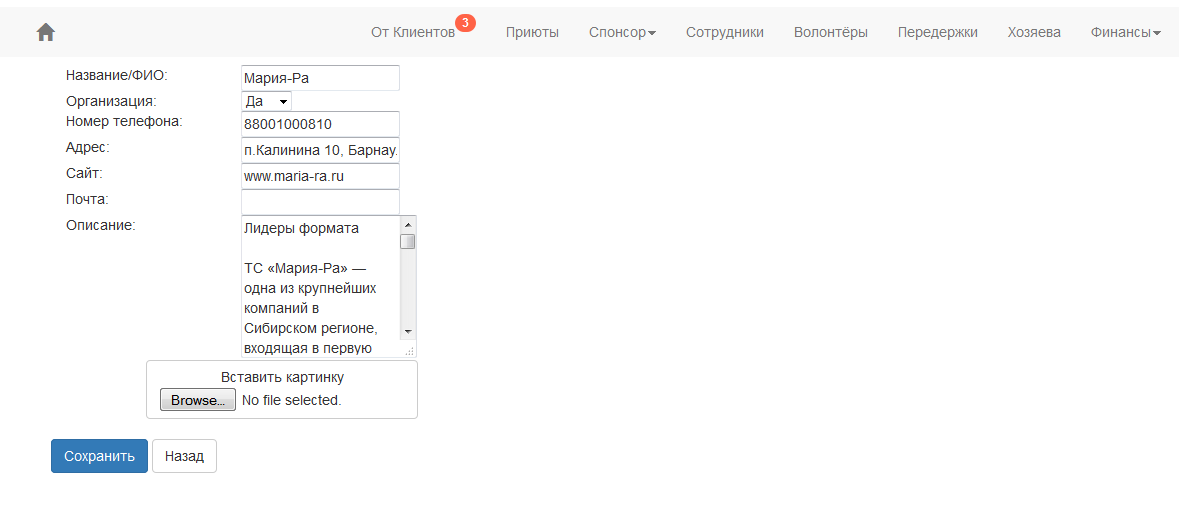 От Клиентов 3 Приюты Спонсор Сотрудники Волонтёры Передержки Хозяева Финансы
Название/ФИО: Мария-Ра
Организация: Да
Номер телефона: 88001000810
Адрес: п.Калинина 10, Барнау.
Сайт: www.maria-ra.ru
Почта:
Описание: Лидеры формата
ТС «Мария-Ра» —
одна из крупнейших
компаний в
Сибирском регионе,
входящая в первую
Вставить картинку
Browse... No file selected.
Сохранить Назад